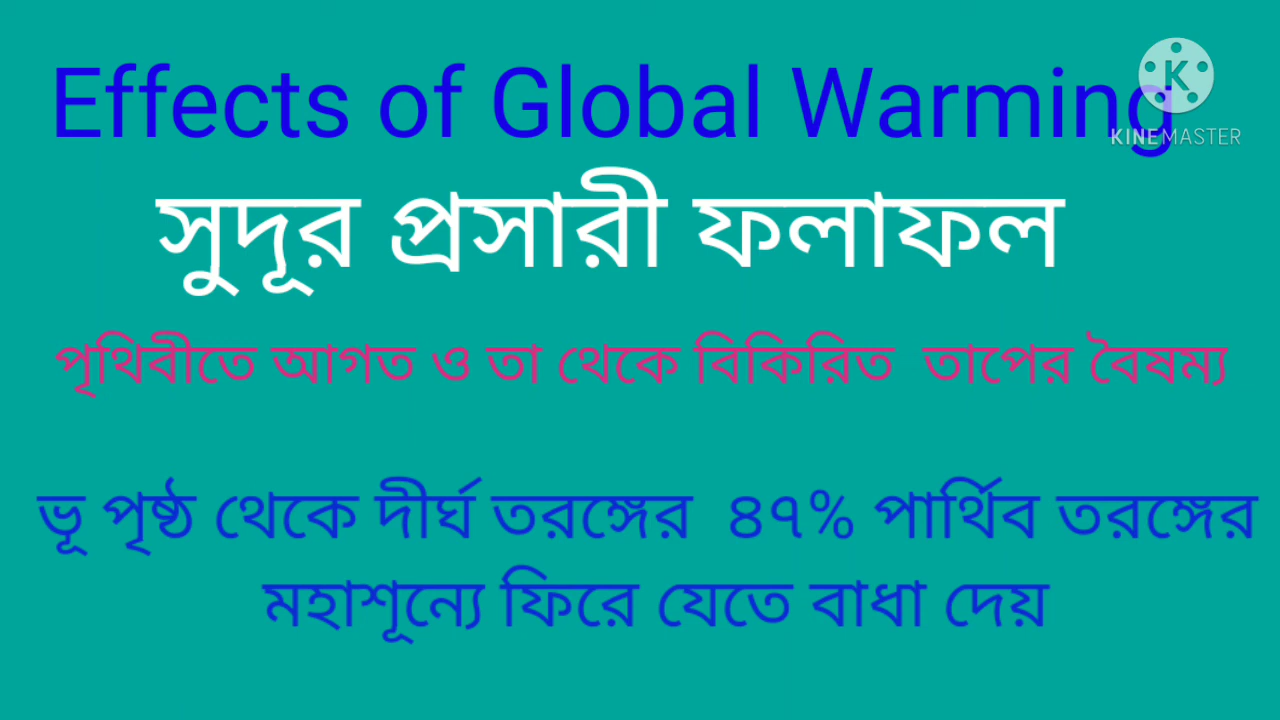 Effects of Global Warming
KINEMASTER
সুদূর প্রসারী ফলাফল
পৃথিবীতে আগত ও তা থেকে বিকিরিত তাপের বৈষম্য
ভূ পৃষ্ঠ থেকে দীর্ঘ তরঙ্গের ৪৭% পার্থিব তরঙ্গের
মহাশূন্যে ফিরে যেতে বাধা দেয়